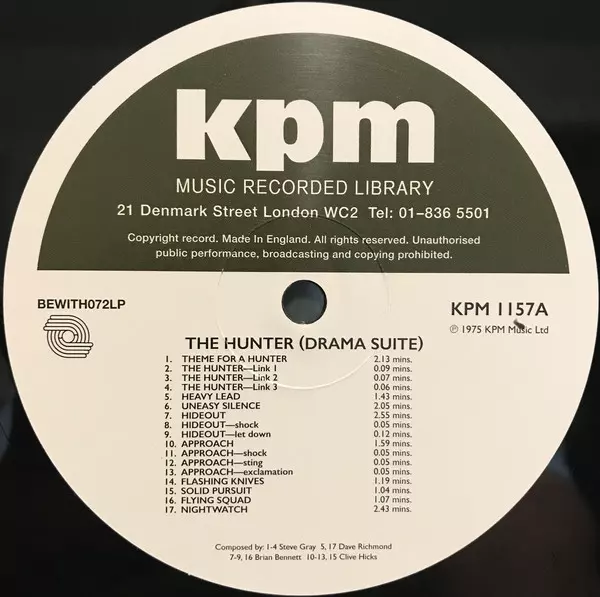 kpm
MUSIC RECORDED LIBRARY
21 Denmark Street London WC2 Tel: 01–836 5501
Copyright record. Made In England. All rights reserved. Unauthorised
public performance, broadcasting and copying prohibited.
BEWITH072LP
KPM 1157A
℗ 1975 KPM Music Ltd
THE HUNTER (DRAMA SUITE)
1. THEME FOR A HUNTER 2.13 mins.
2. THE HUNTER—Link 1 0.09 mins.
3. THE HUNTER—Link 2 0.07 mins.
4. THE HUNTER—Link 3 0.06 mins.
5. HEAVY LEAD 1.43 mins.
6. UNEASY SILENCE 2.05 mins.
7. HIDEOUT 2.55 mins.
8. HIDEOUT—shock 0.05 mins.
9. HIDEOUT—let down 0.12 mins.
10. APPROACH 1.59 mins.
11. APPROACH—shock 0.05 mins.
12. APPROACH—sting 0.05 mins.
13. APPROACH—exclamation 0.05 mins.
14. FLASHING KNIVES 1.19 mins.
15. SOLID PURSUIT 1.04 mins.
16. FLYING SQUAD 1.07 mins.
17. NIGHTWATCH 2.43 mins.
Composed by: 1-4 Steve Gray 5, 17 Dave Richmond
7-9, 16 Brian Bennett 10-13, 15 Clive Hicks